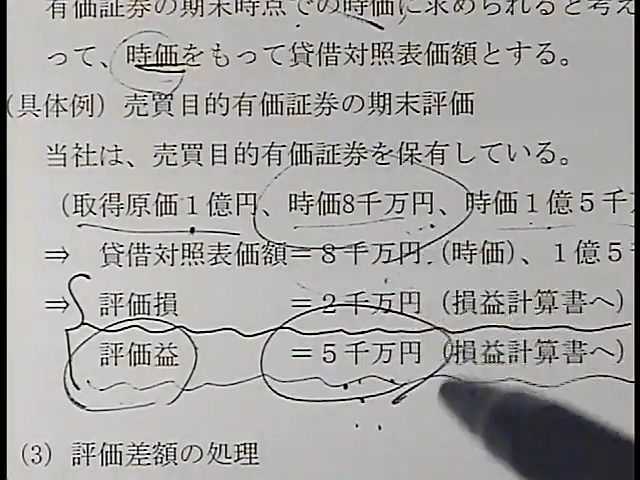 有価証券の期末時点での時価に求められると考え
って、時価をもって貸借対照表価額とする。
(具体例) 売買目的有価証券の期末評価
当社は、売買目的有価証券を保有している。
(取得原価1億円、時価8千万円、時価1億5千万
⇒ 貸借対照表価額=8千万円 (時価)、1億5
⇒ 評価損 =2千万円 (損益計算書へ)
評価益 =5千万円 (損益計算書へ)
(3) 評価差額の処理